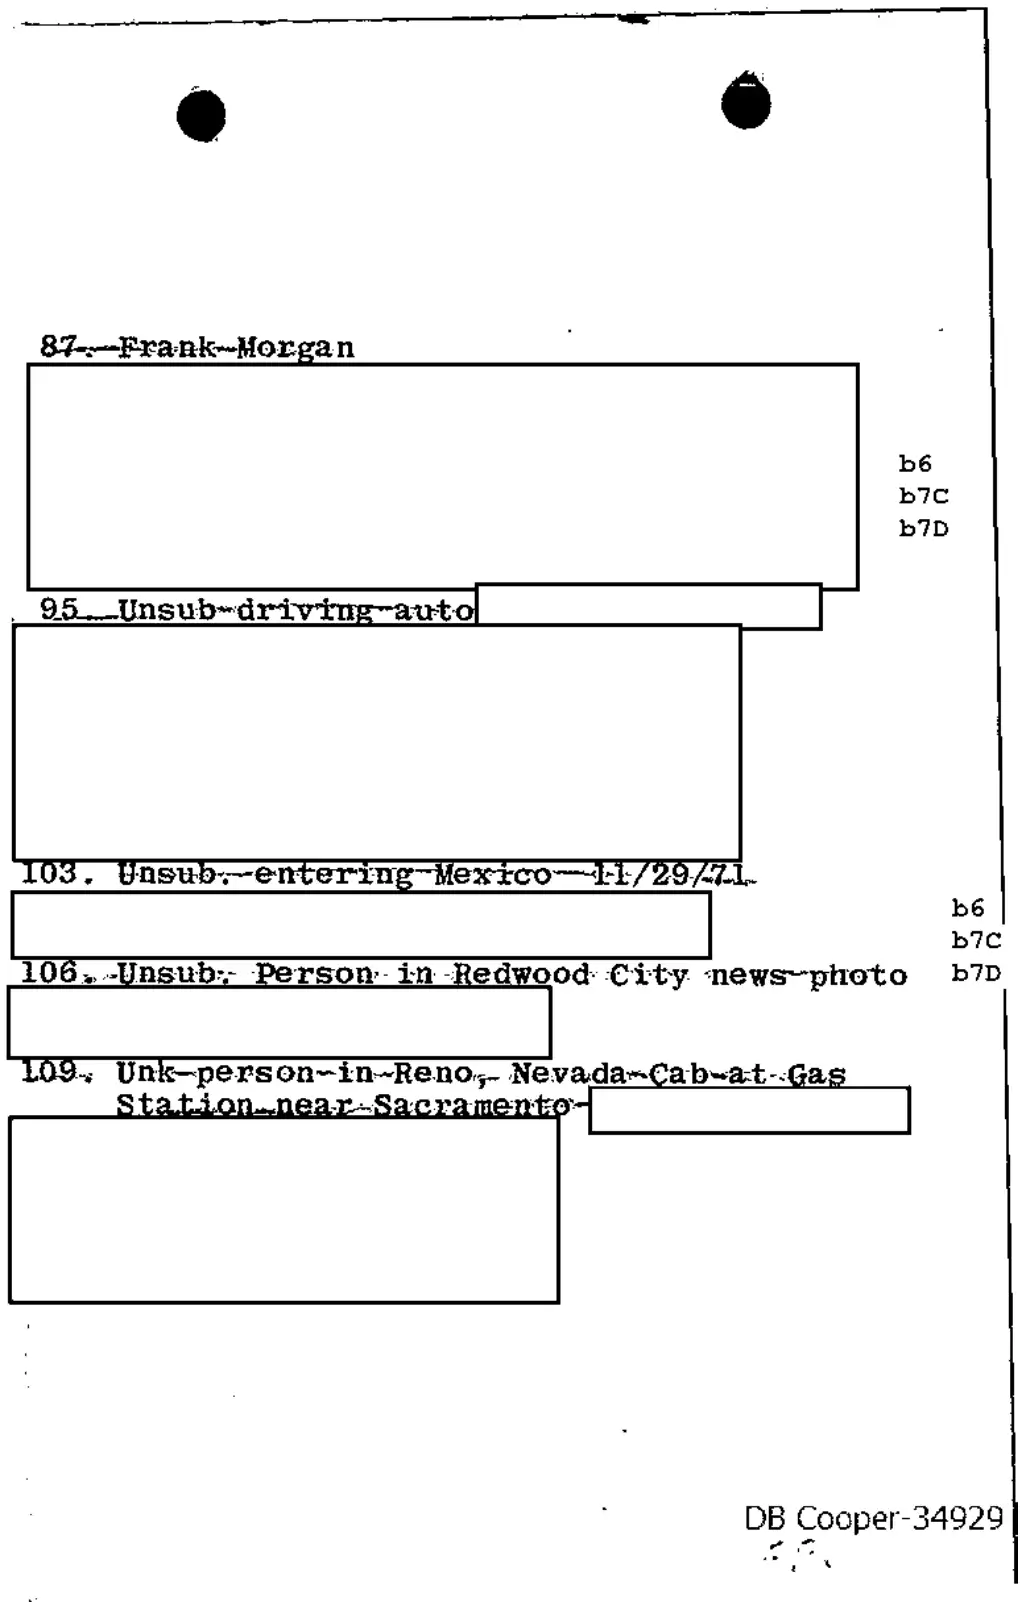 87. Frank Morgan
b6
b7C
b7D
95. Unsub driving auto
103. Unsub. entering Mexico 11/29/71
b6
b7C
b7D
106. Unsub. Person in Redwood City news photo
109. Unk person in Reno, Nevada Cab at Gas
Station near Sacramento
DB Cooper-34929